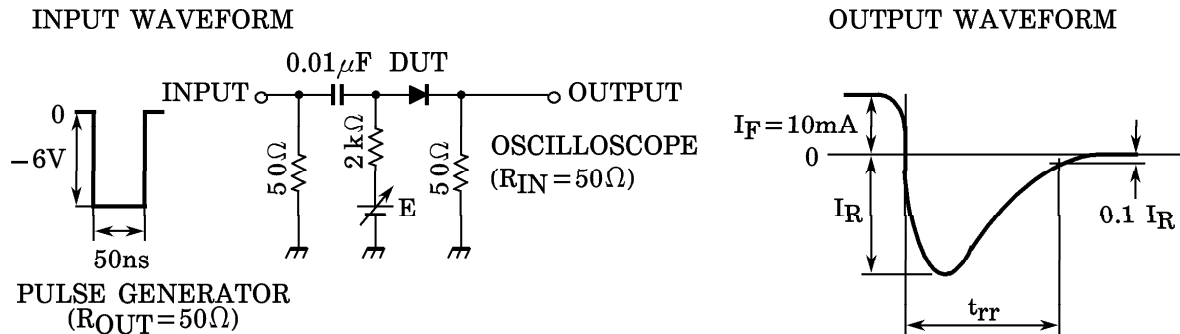 INPUT WAVEFORM
0
−6V
50ns
PULSE GENERATOR
(ROUT=50Ω)
0.01μF DUT
INPUT
OUTPUT
50Ω
2kΩ
E
50Ω
OSCILLOSCOPE
(RIN=50Ω)
OUTPUT WAVEFORM
IF=10mA
0
IR
0.1 IR
trr